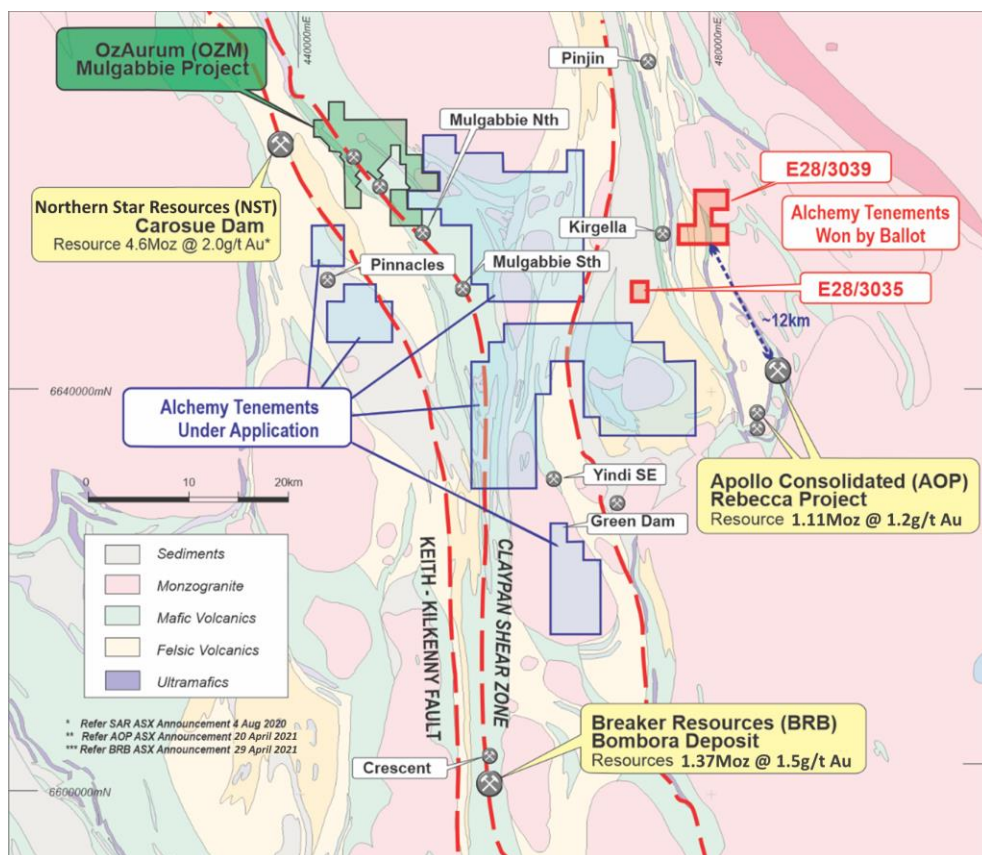 440000mE
480000mE
OzAurum (OZM)
Mulgabbie Project
Pinjin
Mulgabbie Nth
E28/3039
Alchemy Tenements
Won by Ballot
Northern Star Resources (NST)
Carosue Dam
Resource 4.6Moz @ 2.0g/t Au*
Kirgella
Pinnacles
Mulgabbie Sth
E28/3035
~12km
6640000mN
Alchemy Tenements
Under Application
Yindi SE
Apollo Consolidated (AOP)
Rebecca Project
Resource 1.11Moz @ 1.2g/t Au
0 10 20km
Green Dam
Sediments
Monzogranite
Mafic Volcanics
Felsic Volcanics
Ultramafics
KEITH - KILKENNY FAULT
CLAYPAN SHEAR ZONE
* Refer SAR ASX Announcement 4 Aug 2020
** Refer AOP ASX Announcement 20 April 2021
*** Refer BRB ASX Announcement 29 April 2021
Breaker Resources (BRB)
Bombora Deposit
Resources 1.37Moz @ 1.5g/t Au
Crescent
6600000mN